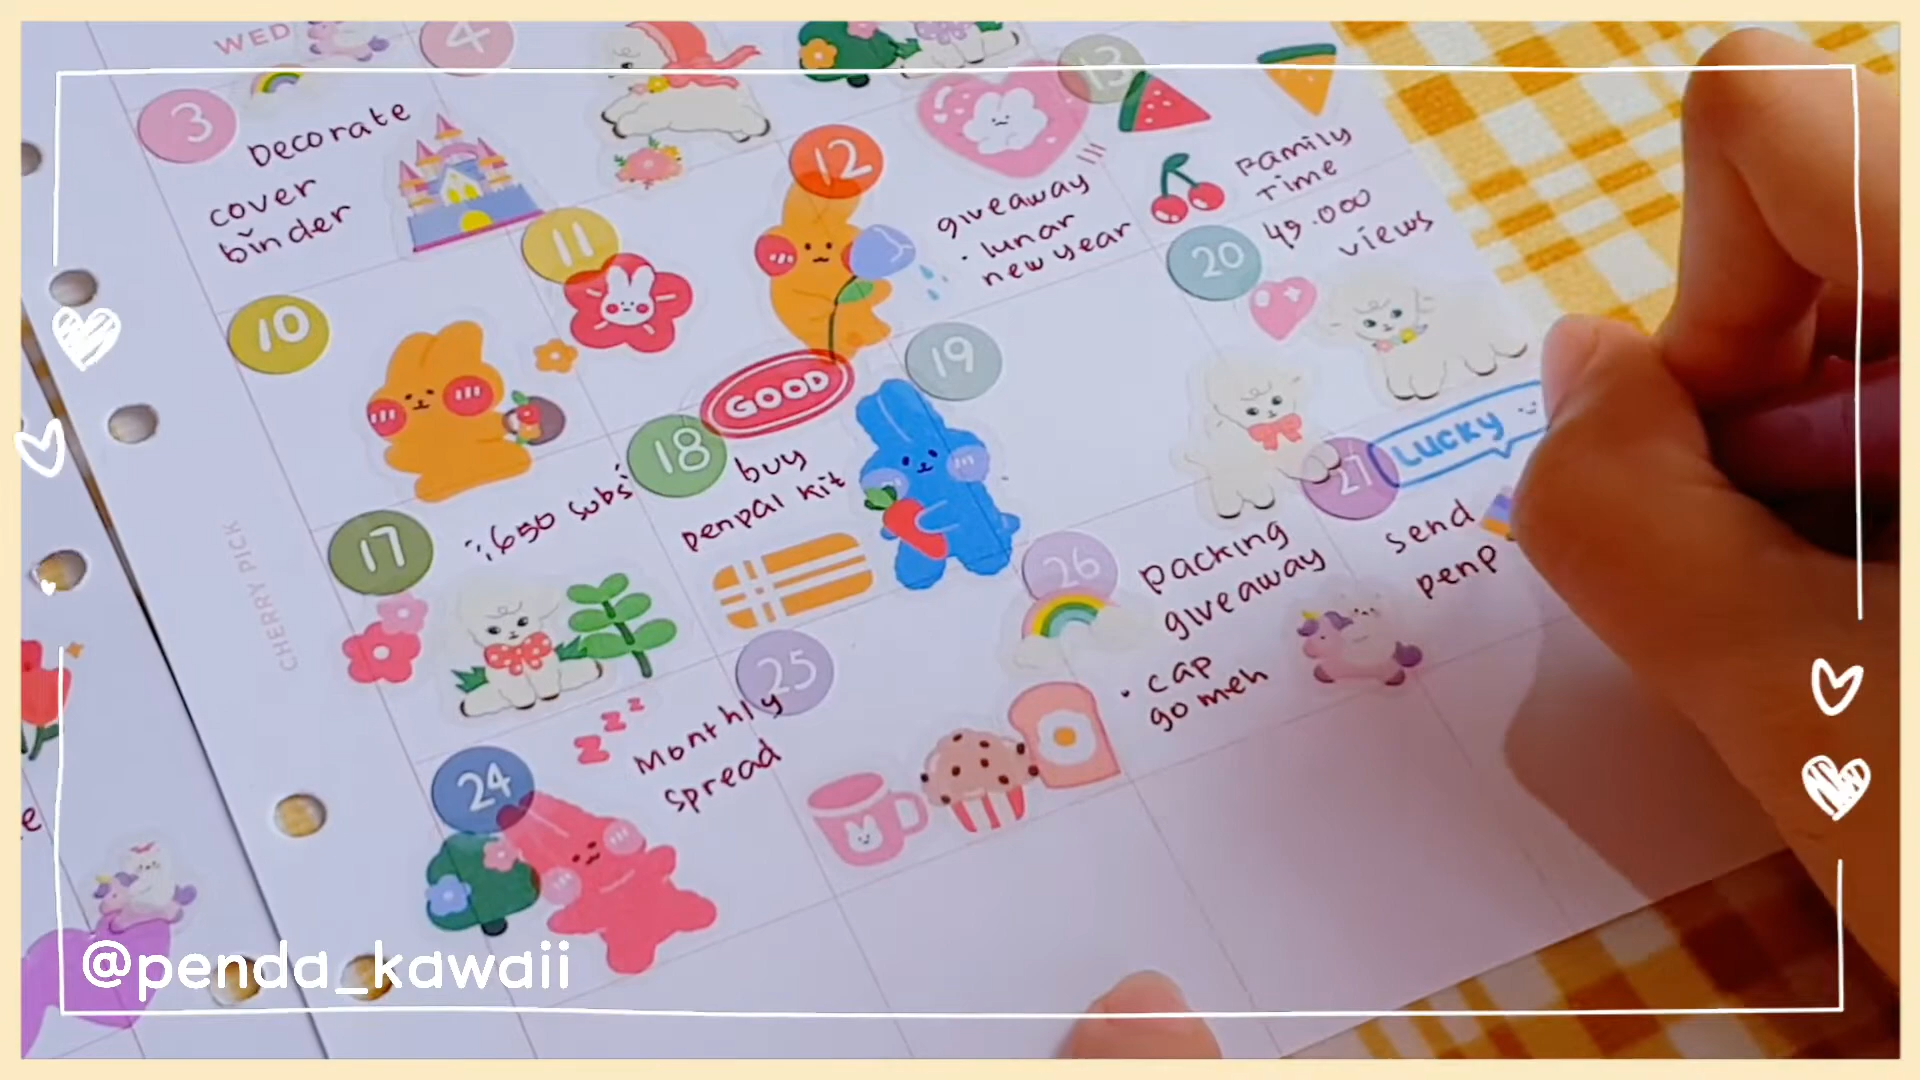 WED
3
4
Decorate
cover
binder
10
11
12
giveaway
• lunar
new year
13
Family
Time
49.000
views
CHERRY PICK
17
650 subs
18
GOOD
buy
penpal kit
19
20
24
zzz
Monthly
spread
25
26
packing
giveaway
• cap
go meh
27
Lucky
send
penp
@penda_kawaii